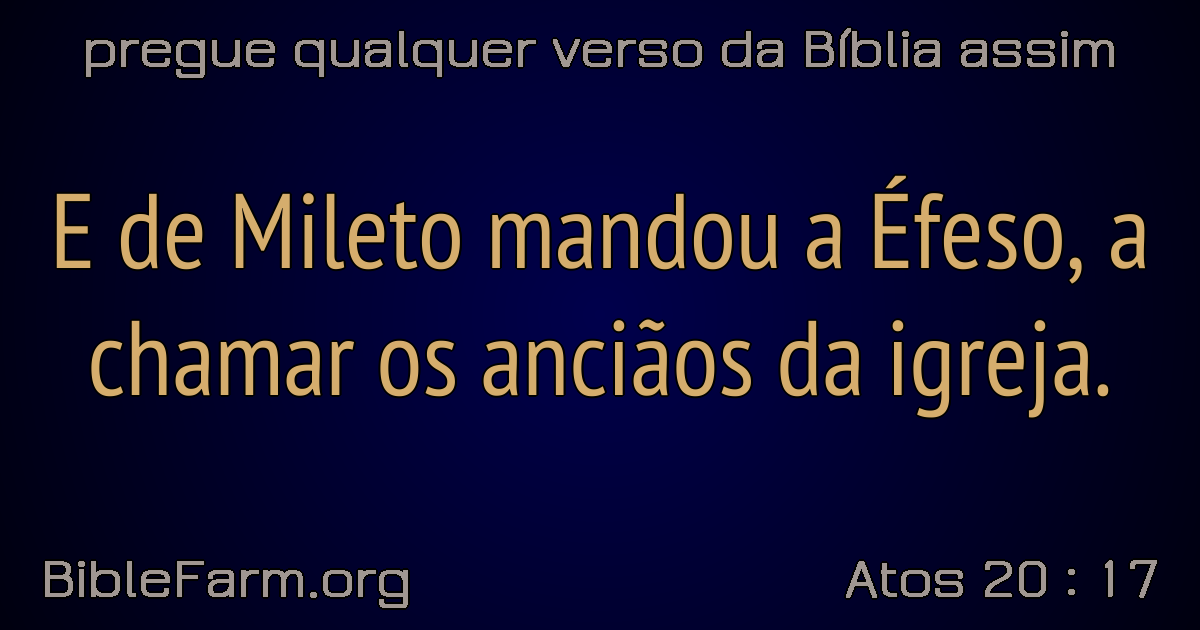 pregue qualquer verso da Bíblia assim
E de Mileto mandou a Éfeso, a
chamar os anciãos da igreja.
BibleFarm.org
Atos 20 : 17